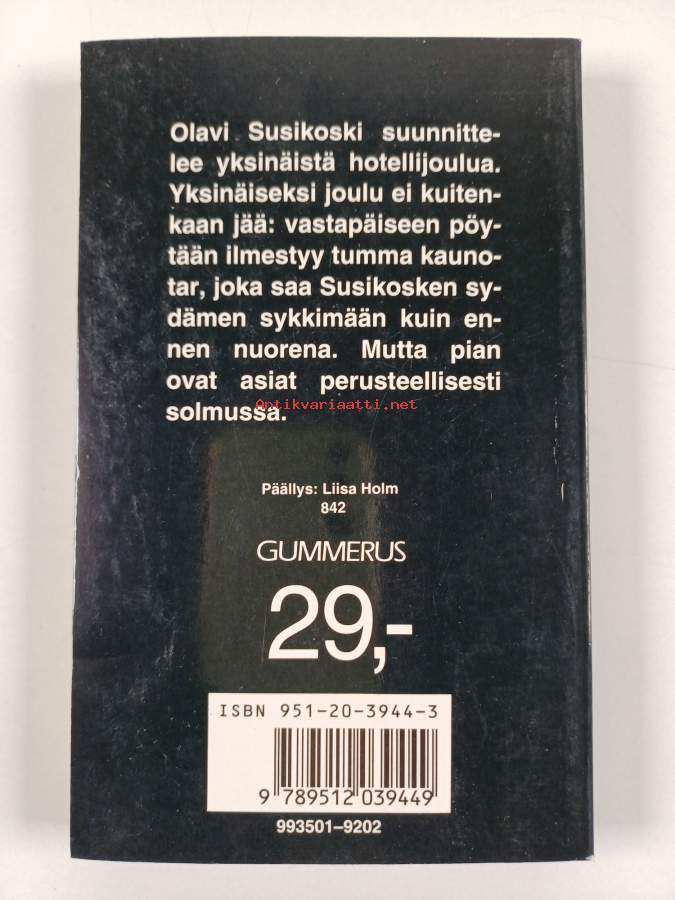 Olavi Susikoski suunnitte-
lee yksinäistä hotellijoulua.
Yksinäiseksi joulu ei kuiten-
kaan jää: vastapäiseen pöy-
tään ilmestyy tumma kauno-
tar, joka saa Susikosken sy-
dämen sykkimään kuin en-
nen nuorena. Mutta pian
ovat asiat perusteellisesti
solmussa.
Antikvariaatti.net
Päällys: Liisa Holm
842
GUMMERUS
29,-
ISBN 951-20-3944-3
9 789512 039449
993501-9202